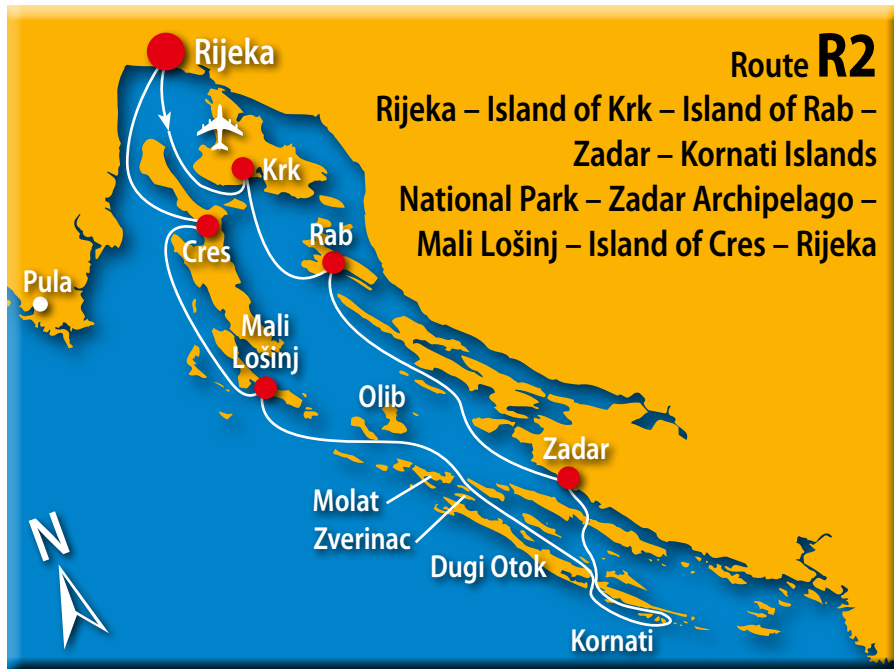 Route R2
Rijeka – Island of Krk – Island of Rab –
Zadar – Kornati Islands
National Park – Zadar Archipelago –
Mali Lošinj – Island of Cres – Rijeka
Rijeka
Krk
Rab
Cres
Pula
Mali
Lošinj
Olib
Zadar
Molat
Zverinac
Dugi Otok
Kornati
N